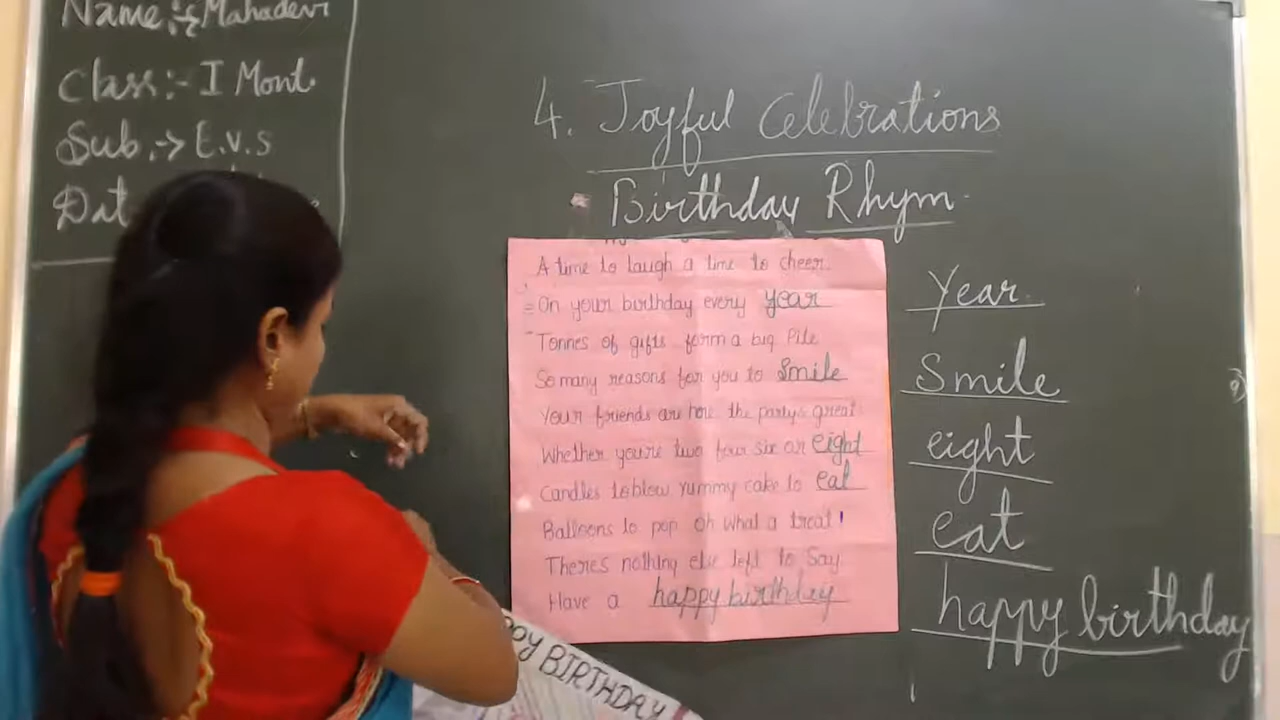 Name :- Mahadevi
Class :- I Mont.
Sub :-> E.v.s
Dat
4. Joyful Celebrations
Birthday Rhym.
A time to laugh a time to cheer.
On your birthday every year
Tonnes of gifts form a big Pile
So many reasons for you to Smile
Your friends are here the partys great
Whether you're two four six or eight
Candles to blow yummy cake to eat
Balloons to pop oh what a treat!
There's nothing else left to Say
Have a happy birthday
Year
Smile
eight
eat
happy birthday
BIRTHDAY